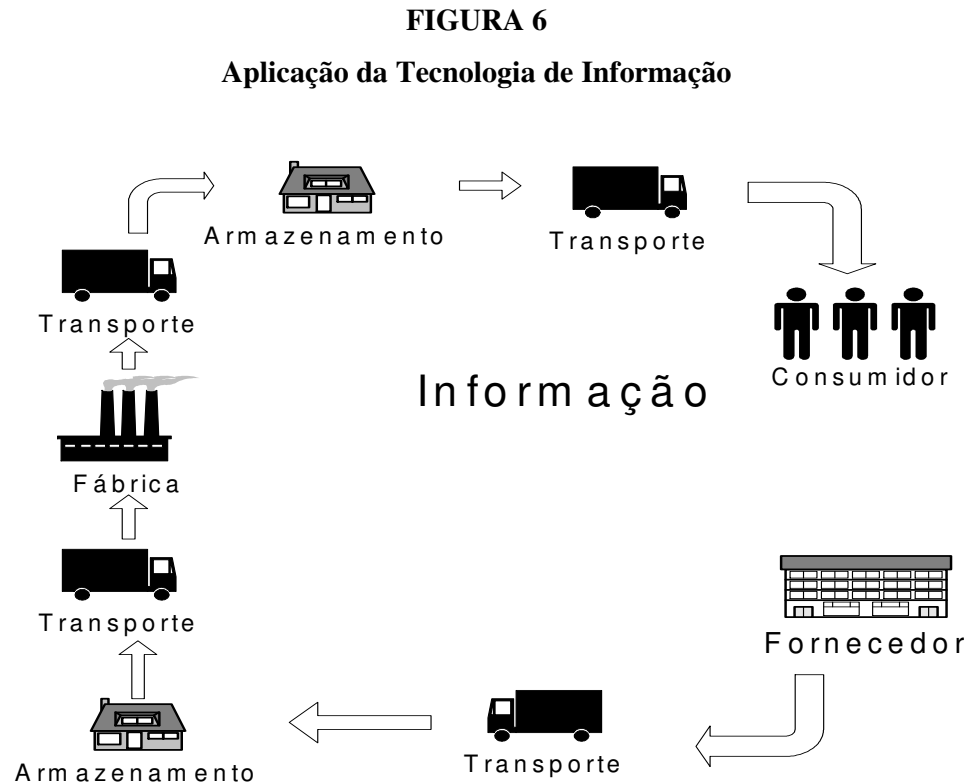 FIGURA 6
Aplicação da Tecnologia de Informação
Armazenamento
Transporte
Transporte
Consumidor
Informação
Fábrica
Transporte
Fornecedor
Transporte
Armazenamento